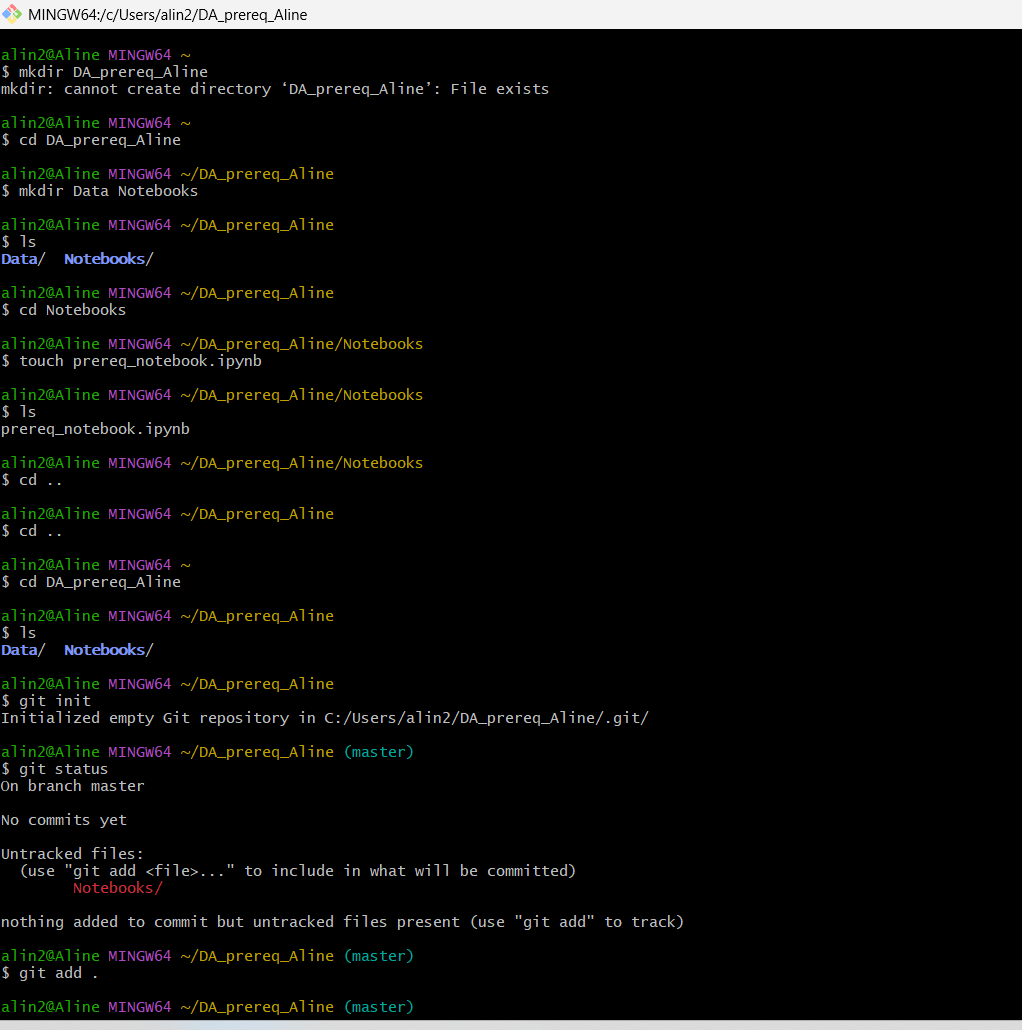 MINGW64:/c/Users/alin2/DA_prereq_Aline
alin2@Aline MINGW64 ~
$ mkdir DA_prereq_Aline
mkdir: cannot create directory ‘DA_prereq_Aline’: File exists
alin2@Aline MINGW64 ~
$ cd DA_prereq_Aline
alin2@Aline MINGW64 ~/DA_prereq_Aline
$ mkdir Data Notebooks
alin2@Aline MINGW64 ~/DA_prereq_Aline
$ ls
Data/  Notebooks/
alin2@Aline MINGW64 ~/DA_prereq_Aline
$ cd Notebooks
alin2@Aline MINGW64 ~/DA_prereq_Aline/Notebooks
$ touch prereq_notebook.ipynb
alin2@Aline MINGW64 ~/DA_prereq_Aline/Notebooks
$ ls
prereq_notebook.ipynb
alin2@Aline MINGW64 ~/DA_prereq_Aline/Notebooks
$ cd ..
alin2@Aline MINGW64 ~/DA_prereq_Aline
$ cd ..
alin2@Aline MINGW64 ~
$ cd DA_prereq_Aline
alin2@Aline MINGW64 ~/DA_prereq_Aline
$ ls
Data/  Notebooks/
alin2@Aline MINGW64 ~/DA_prereq_Aline
$ git init
Initialized empty Git repository in C:/Users/alin2/DA_prereq_Aline/.git/
alin2@Aline MINGW64 ~/DA_prereq_Aline (master)
$ git status
On branch master
No commits yet
Untracked files:
  (use "git add <file>..." to include in what will be committed)
        Notebooks/
nothing added to commit but untracked files present (use "git add" to track)
alin2@Aline MINGW64 ~/DA_prereq_Aline (master)
$ git add .
alin2@Aline MINGW64 ~/DA_prereq_Aline (master)